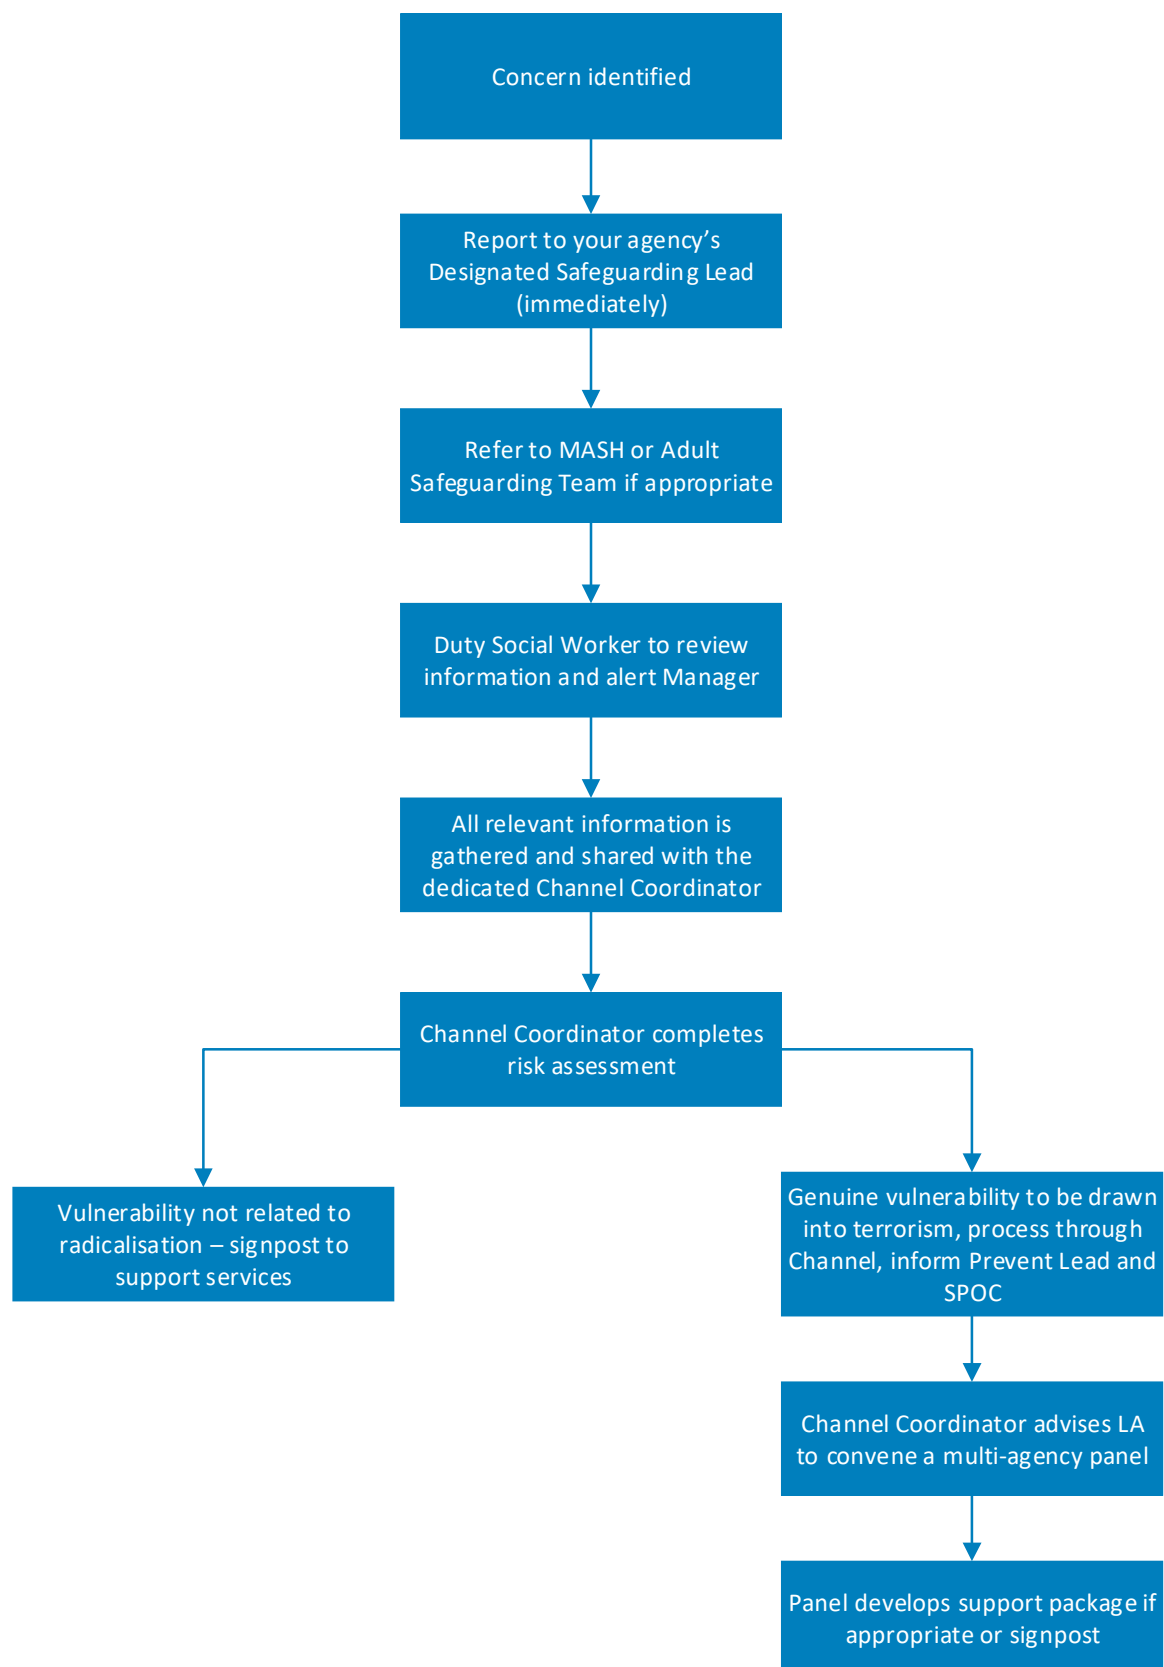 Concern identified
Report to your agency's
Designated Safeguarding Lead
(immediately)
Refer to MASH or Adult
Safeguarding Team if appropriate
Duty Social Worker to review
information and alert Manager
All relevant information is
gathered and shared with the
dedicated Channel Coordinator
Channel Coordinator completes
risk assessment
Vulnerability not related to
radicalisation – signpost to
support services
Genuine vulnerability to be drawn
into terrorism, process through
Channel, inform Prevent Lead and
SPOC
Channel Coordinator advises LA
to convene a multi-agency panel
Panel develops support package if
appropriate or signpost